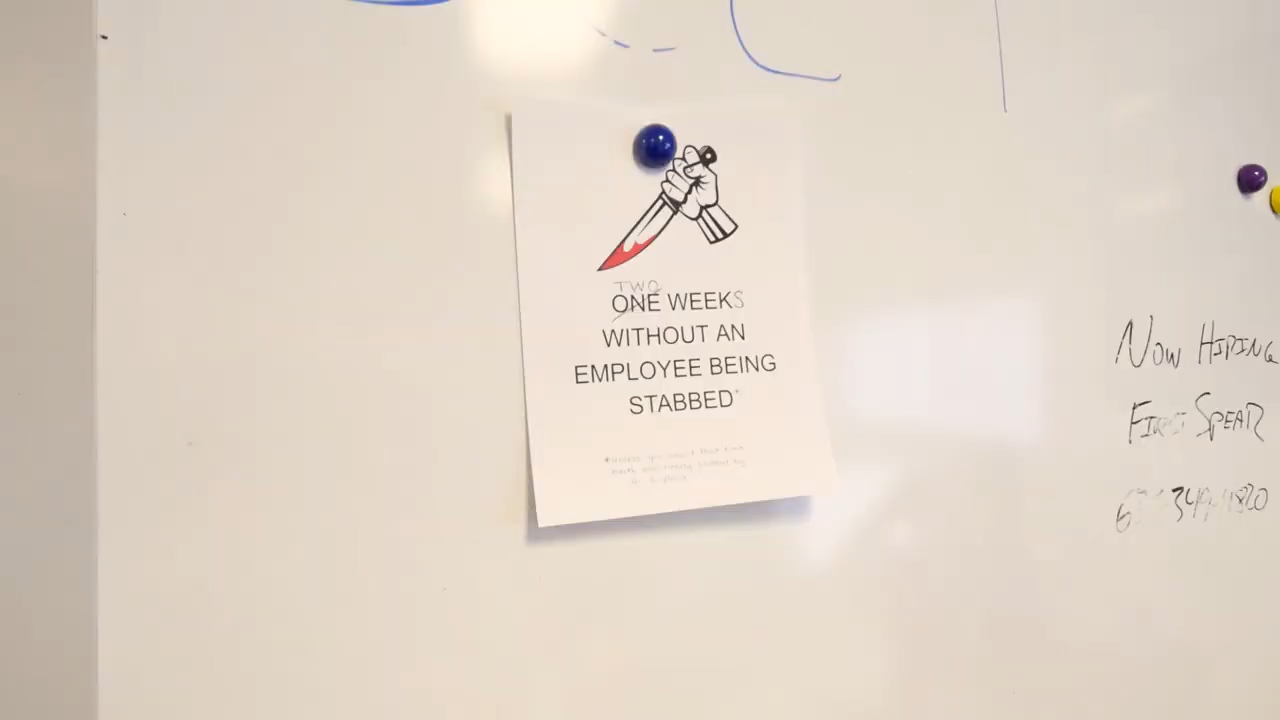 TWO
ONE WEEKS
WITHOUT AN
EMPLOYEE BEING
STABBED*
NOW HIRING
FIRST SPEAR